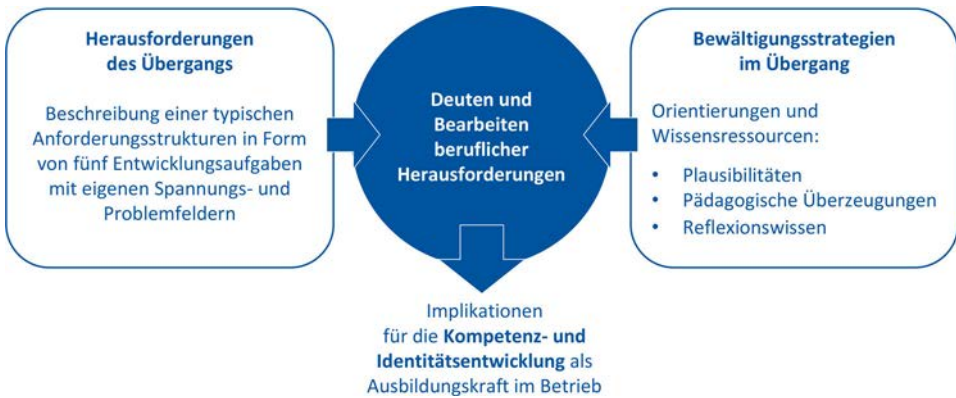 Herausforderungen
des Übergangs
Beschreibung einer typischen
Anforderungsstrukturen in Form
von fünf Entwicklungsaufgaben
mit eigenen Spannungs- und
Problemfeldern
Deuten und
Bearbeiten
beruflicher
Herausforderungen
Bewältigungsstrategien
im Übergang
Orientierungen und
Wissensressourcen:
• Plausibilitäten
• Pädagogische Überzeugungen
• Reflexionswissen
Implikationen
für die Kompetenz- und
Identitätsentwicklung als
Ausbildungskraft im Betrieb